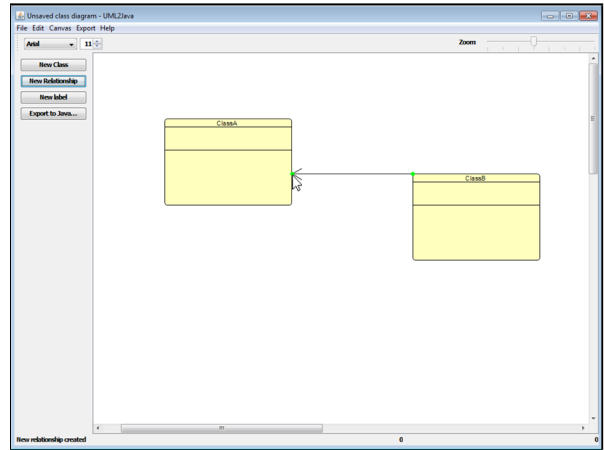 Unsaved class diagram - UML2Java
File Edit Canvas Export Help
Arial 11 Zoom
New Class
New Relationship
New label
Export to Java...
ClassA
ClassB
New relationship created 0 0